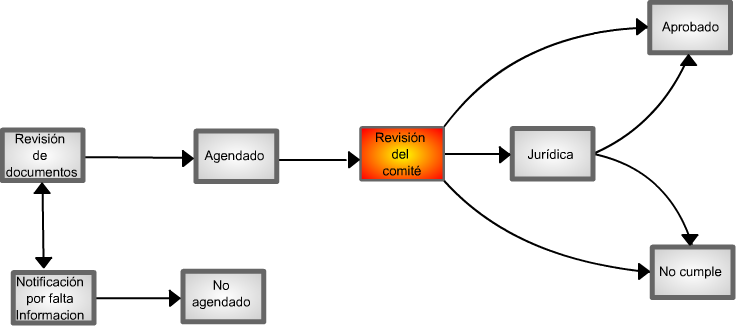 Aprobado
Revisión
de
documentos
Agendado
Revisión
del
comité
Jurídica
Notificación
por falta
Informacion
No
agendado
No cumple